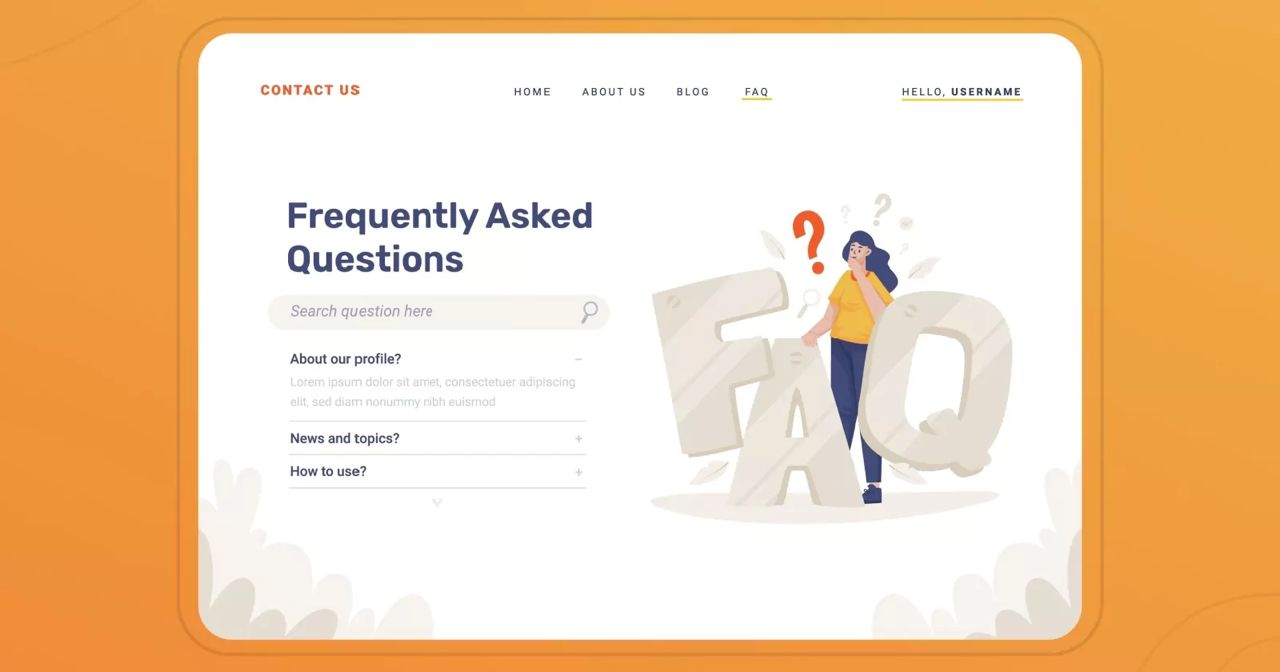 CONTACT US
HOME
ABOUT US
BLOG
FAQ
HELLO, USERNAME
Frequently Asked
Questions
Search question here
About our profile?
Lorem ipsum dolor sit amet, consectetuer adipiscing
elit, sed diam nonummy nibh euismod
News and topics?
How to use?
FAQ